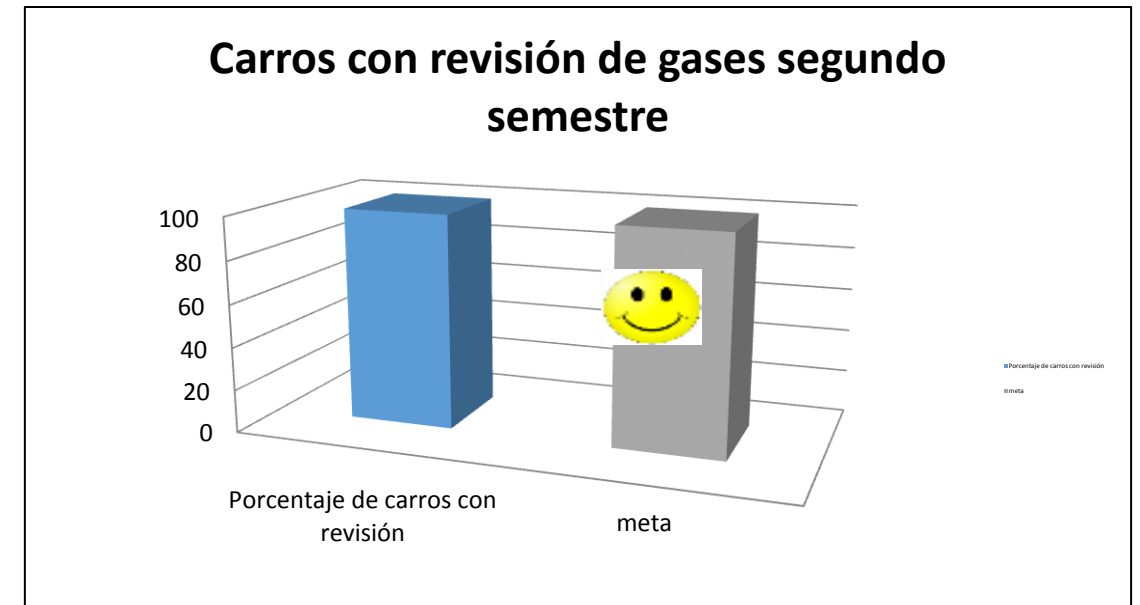 Carros con revisión de gases segundo
semestre
100
80
60
40
20
0
Porcentaje de carros con
revisión
meta
Porcentaje de carros con revisión
meta